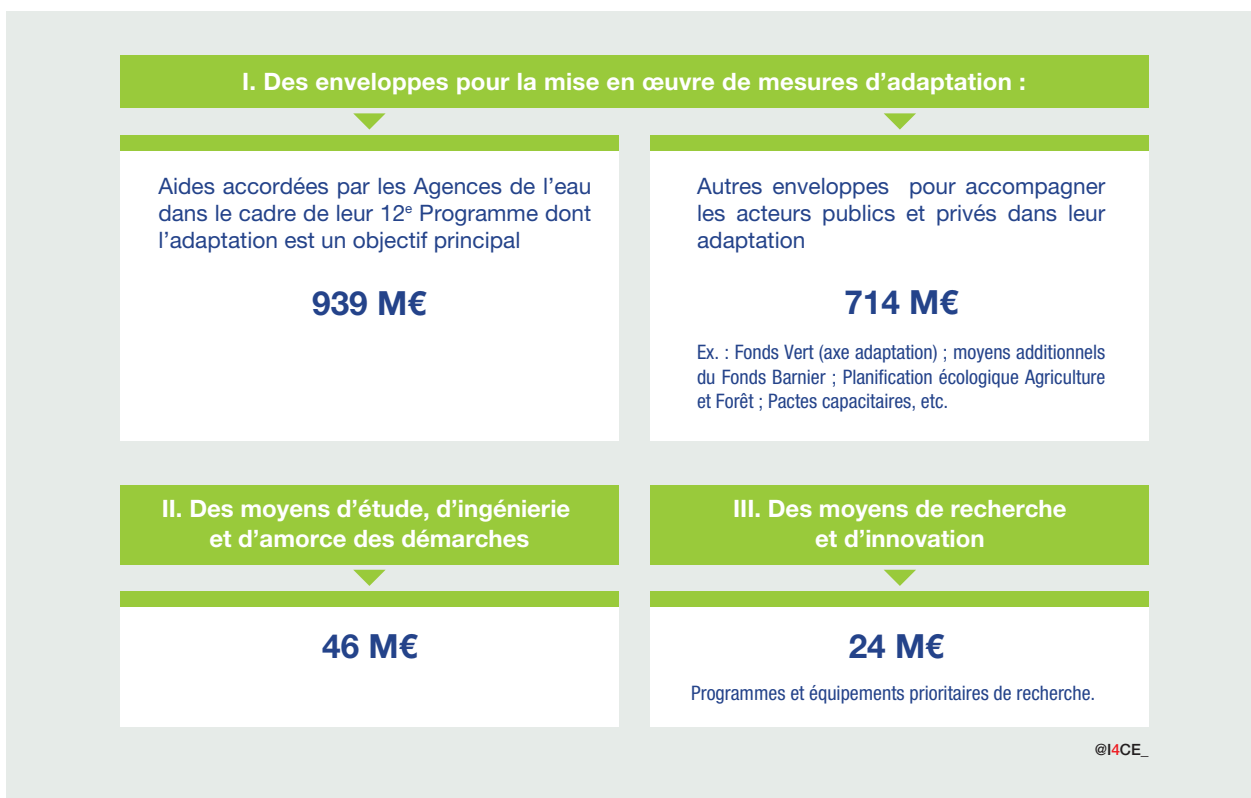 I. Des enveloppes pour la mise en œuvre de mesures d’adaptation :
Aides accordées par les Agences de l’eau
dans le cadre de leur 12e Programme dont
l’adaptation est un objectif principal
939 M€
Autres enveloppes pour accompagner
les acteurs publics et privés dans leur
adaptation
714 M€
Ex. : Fonds Vert (axe adaptation) ; moyens additionnels
du Fonds Barnier ; Planification écologique Agriculture
et Forêt ; Pactes capacitaires, etc.
II. Des moyens d’étude, d’ingénierie
et d’amorce des démarches
46 M€
III. Des moyens de recherche
et d’innovation
24 M€
Programmes et équipements prioritaires de recherche.
@I4CE_